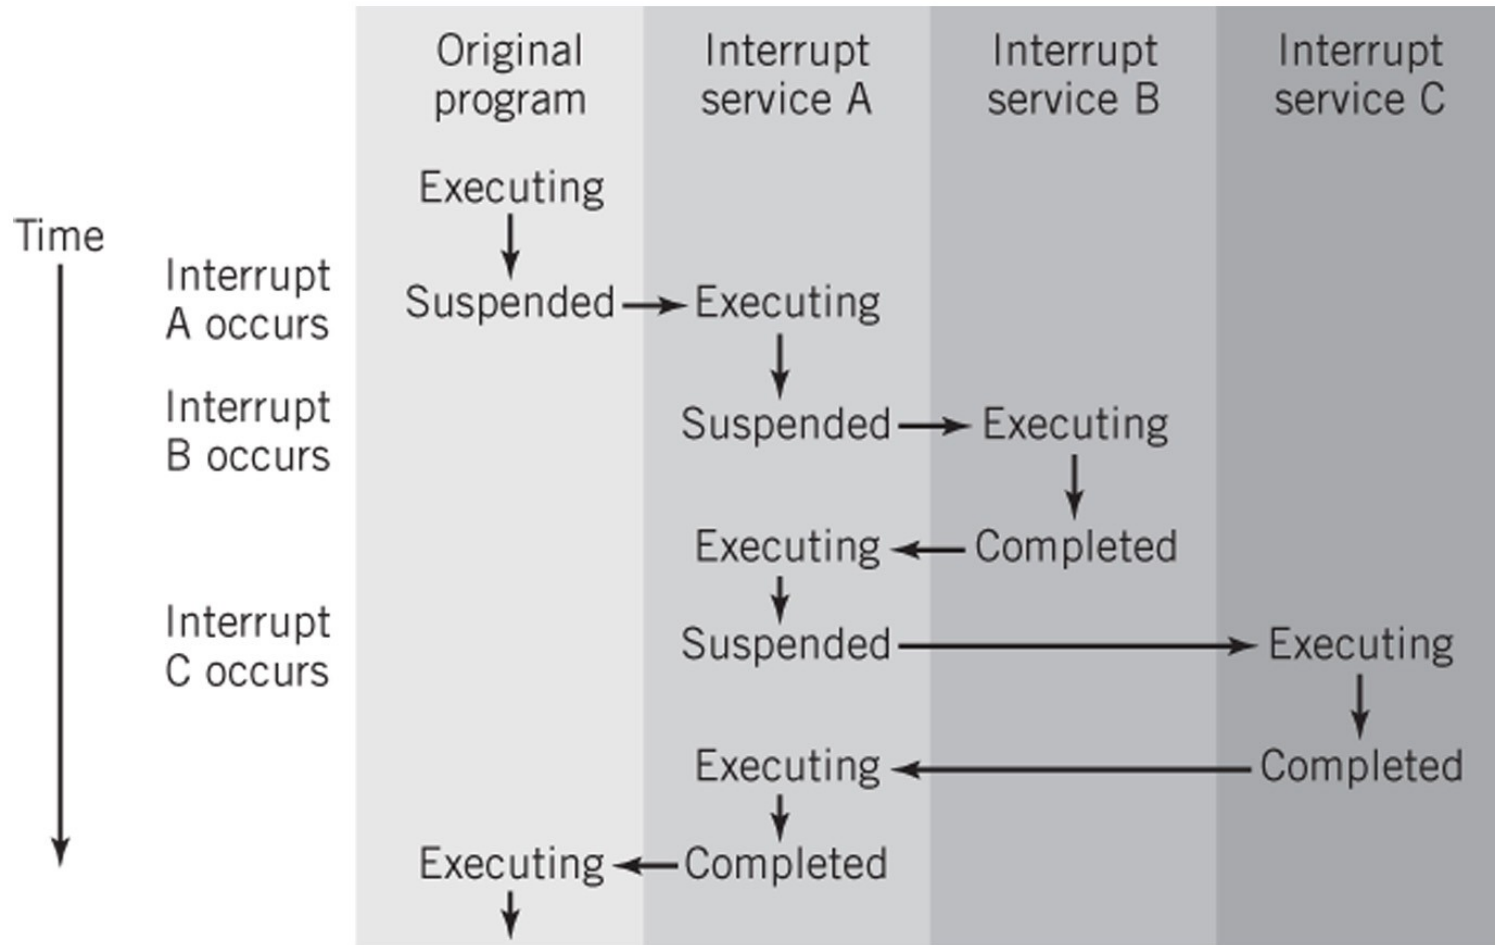 Original
program
Interrupt
service A
Interrupt
service B
Interrupt
service C
Executing
Time
Interrupt
A occurs
Suspended
Executing
Interrupt
B occurs
Suspended
Executing
Executing
Completed
Interrupt
C occurs
Suspended
Executing
Executing
Completed
Executing
Completed